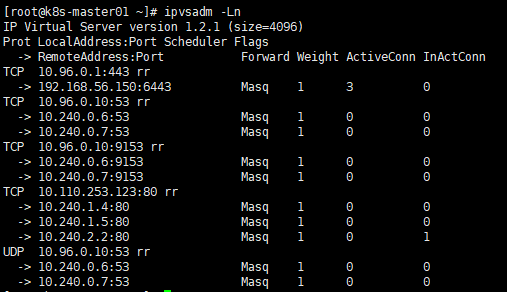 [root@k8s-master01 ~]# ipvsadm -Ln
IP Virtual Server version 1.2.1 (size=4096)
Prot LocalAddress:Port Scheduler Flags
  -> RemoteAddress:Port           Forward Weight ActiveConn InActConn
TCP  10.96.0.1:443 rr
  -> 192.168.56.150:6443          Masq    1      3          0
TCP  10.96.0.10:53 rr
  -> 10.240.0.6:53                Masq    1      0          0
  -> 10.240.0.7:53                Masq    1      0          0
TCP  10.96.0.10:9153 rr
  -> 10.240.0.6:9153              Masq    1      0          0
  -> 10.240.0.7:9153              Masq    1      0          0
TCP  10.110.253.123:80 rr
  -> 10.240.1.4:80                Masq    1      0          0
  -> 10.240.1.5:80                Masq    1      0          0
  -> 10.240.2.2:80                Masq    1      0          1
UDP  10.96.0.10:53 rr
  -> 10.240.0.6:53                Masq    1      0          0
  -> 10.240.0.7:53                Masq    1      0          0